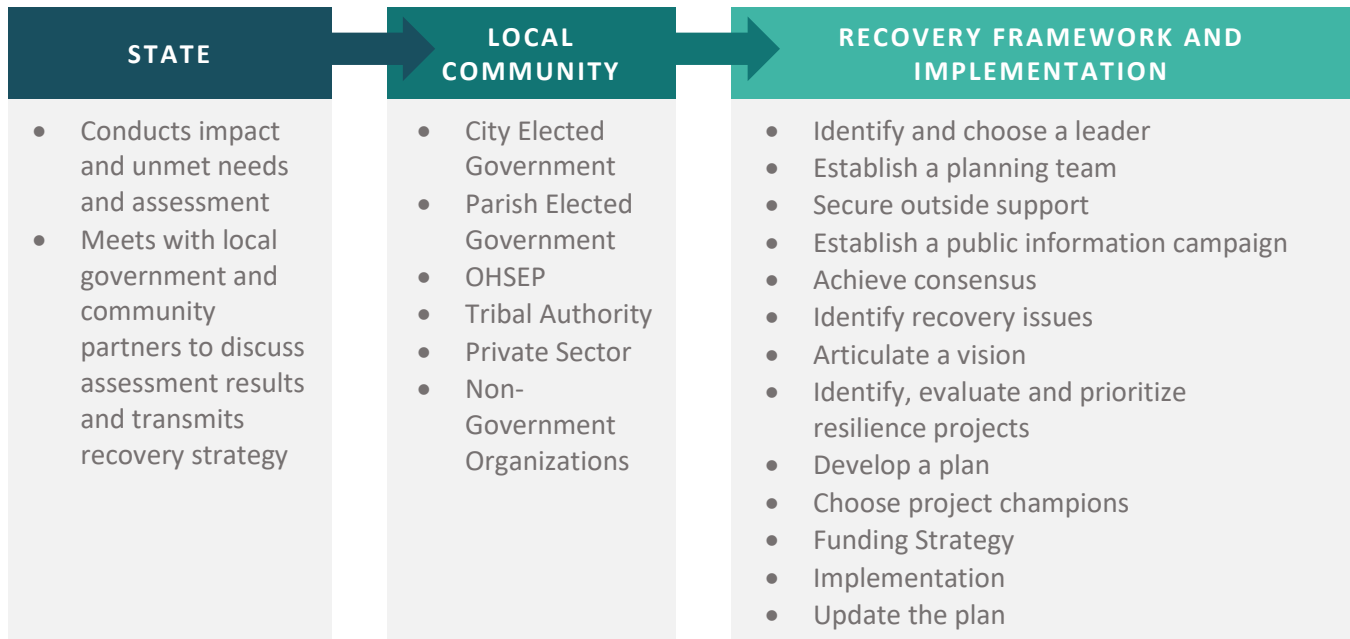 STATE
• Conducts impact
and unmet needs
and assessment
• Meets with local
government and
community
partners to discuss
assessment results
and transmits
recovery strategy
LOCAL
COMMUNITY
• City Elected
Government
• Parish Elected
Government
• OHSEP
• Tribal Authority
• Private Sector
• Non-
Government
Organizations
RECOVERY FRAMEWORK AND
IMPLEMENTATION
• Identify and choose a leader
• Establish a planning team
• Secure outside support
• Establish a public information campaign
• Achieve consensus
• Identify recovery issues
• Articulate a vision
• Identify, evaluate and prioritize
resilience projects
• Develop a plan
• Choose project champions
• Funding Strategy
• Implementation
• Update the plan